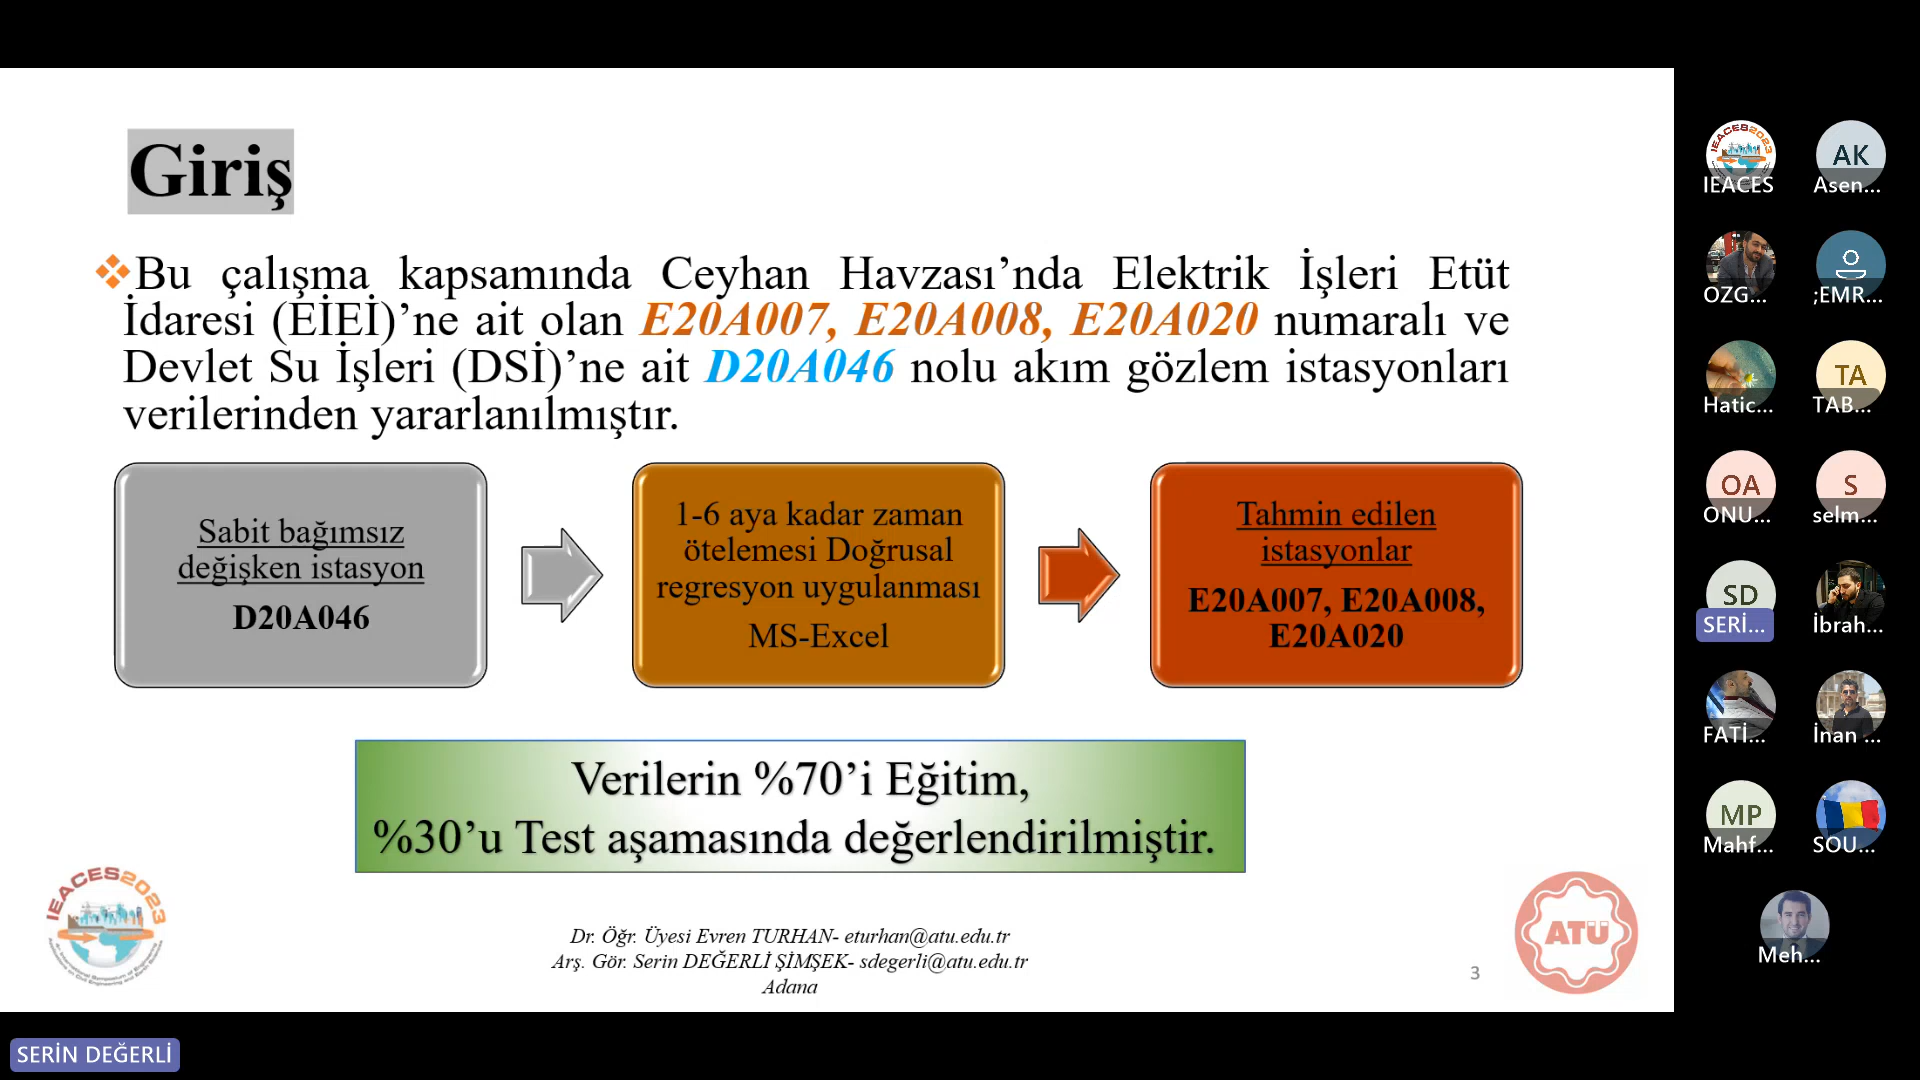 Giriş
Bu çalışma kapsamında Ceyhan Havzası’nda Elektrik İşleri Etüt
İdaresi (EİEİ)’ne ait olan E20A007, E20A008, E20A020 numaralı ve
Devlet Su İşleri (DSİ)’ne ait D20A046 nolu akım gözlem istasyonları
verilerinden yararlanılmıştır.
Sabit bağımsız
değişken istasyon
D20A046
1-6 aya kadar zaman
ötelemesi Doğrusal
regresyon uygulanması
MS-Excel
Tahmin edilen
istasyonlar
E20A007, E20A008,
E20A020
Verilerin %70’i Eğitim,
%30’u Test aşamasında değerlendirilmiştir.
IEACES2023
Dr. Öğr. Üyesi Evren TURHAN- eturhan@atu.edu.tr
Arş. Gör. Serin DEĞERLİ ŞİMŞEK- sdegerli@atu.edu.tr
Adana
3
ATÜ
IEACES2023
IEACES
AK
Asen...
OZG...
;EMR...
Hatic...
TA
TAB...
OA
ONU...
S
selm...
SD
SERİ...
İbrah...
FATİ...
İnan ...
MP
Mahf...
SOU...
Meh...
SERİN DEĞERLİ